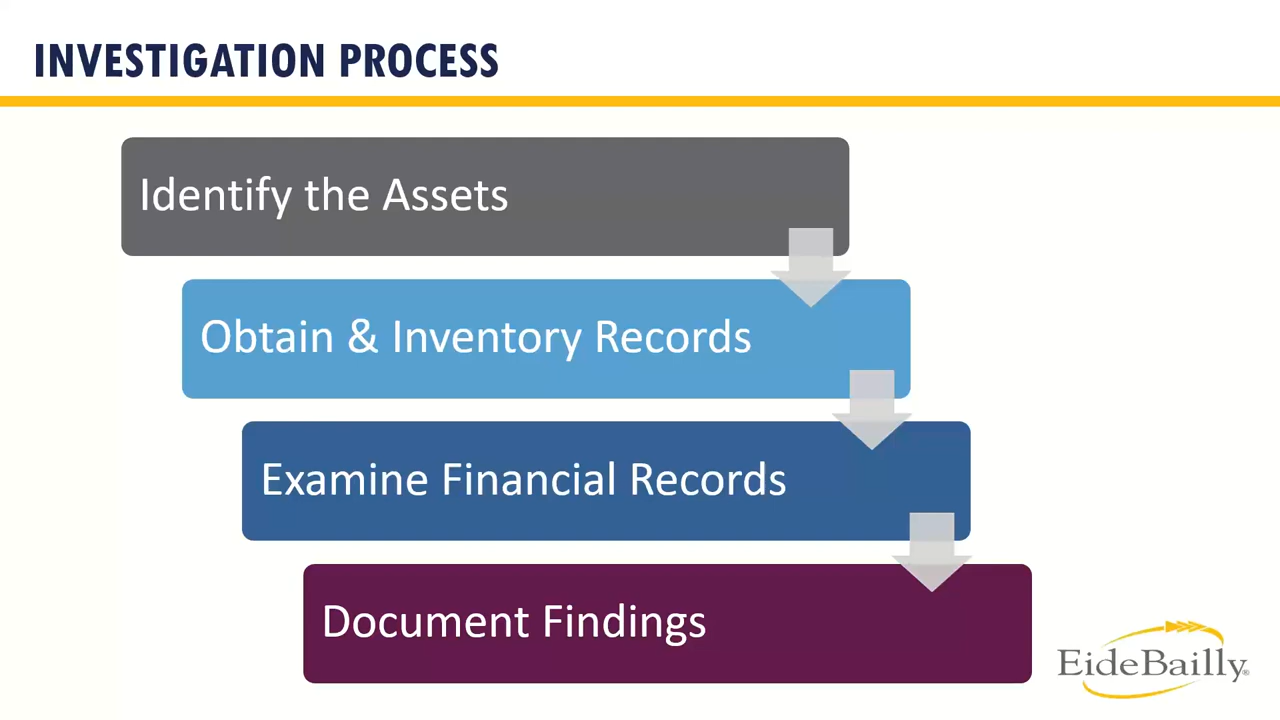 INVESTIGATION PROCESS
Identify the Assets
Obtain & Inventory Records
Examine Financial Records
Document Findings
EideBailly®